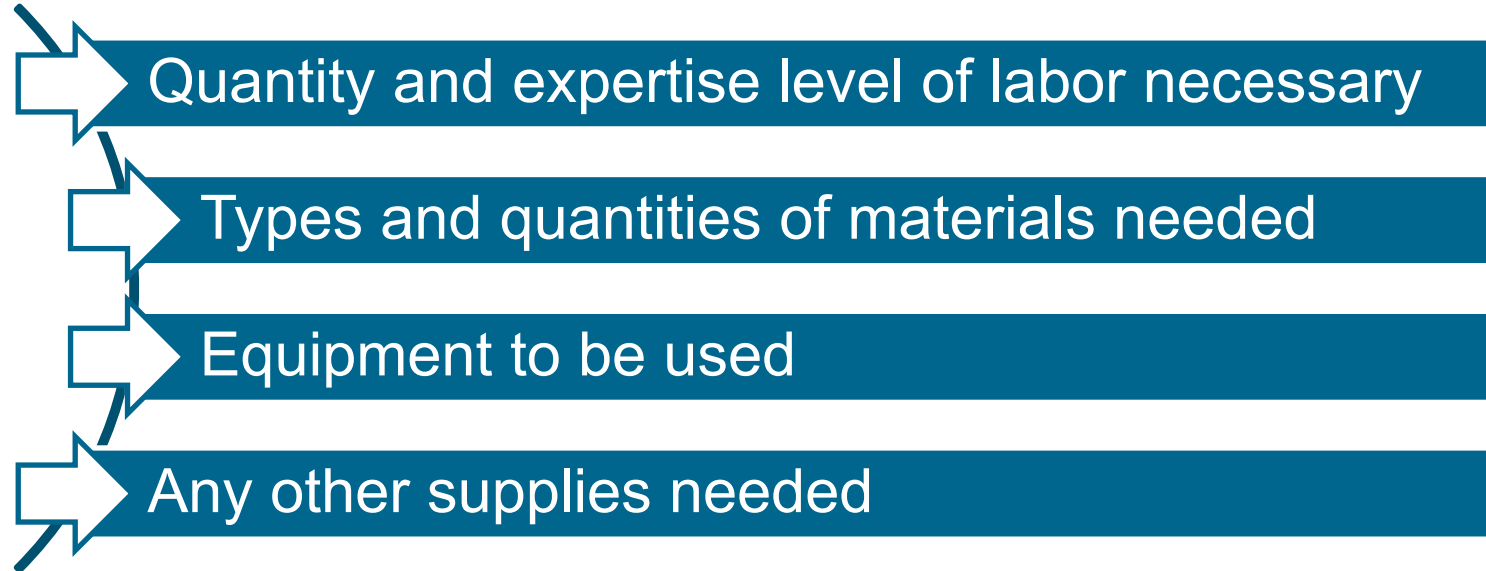 Quantity and expertise level of labor necessary
Types and quantities of materials needed
Equipment to be used
Any other supplies needed